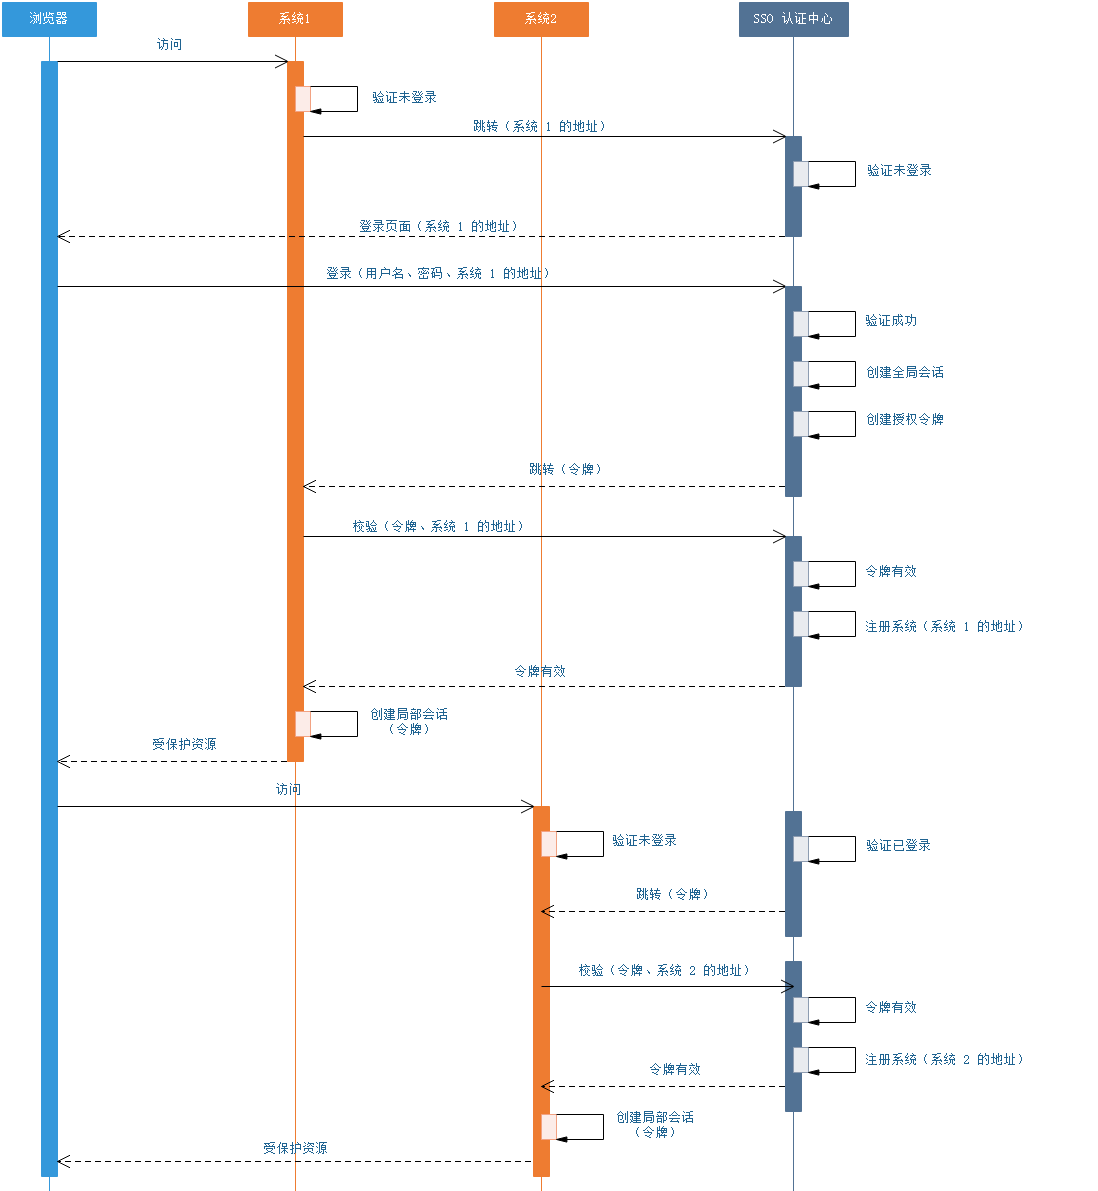 浏览器
系统1
系统2
SSO 认证中心
访问
验证未登录
跳转（系统 1 的地址）
验证未登录
登录页面（系统 1 的地址）
登录（用户名、密码、系统 1 的地址）
验证成功
创建全局会话
创建授权令牌
跳转（令牌）
校验（令牌、系统 1 的地址）
令牌有效
注册系统（系统 1 的地址）
令牌有效
创建局部会话
（令牌）
受保护资源
访问
验证未登录
验证已登录
跳转（令牌）
校验（令牌、系统 2 的地址）
令牌有效
注册系统（系统 2 的地址）
令牌有效
创建局部会话
（令牌）
受保护资源